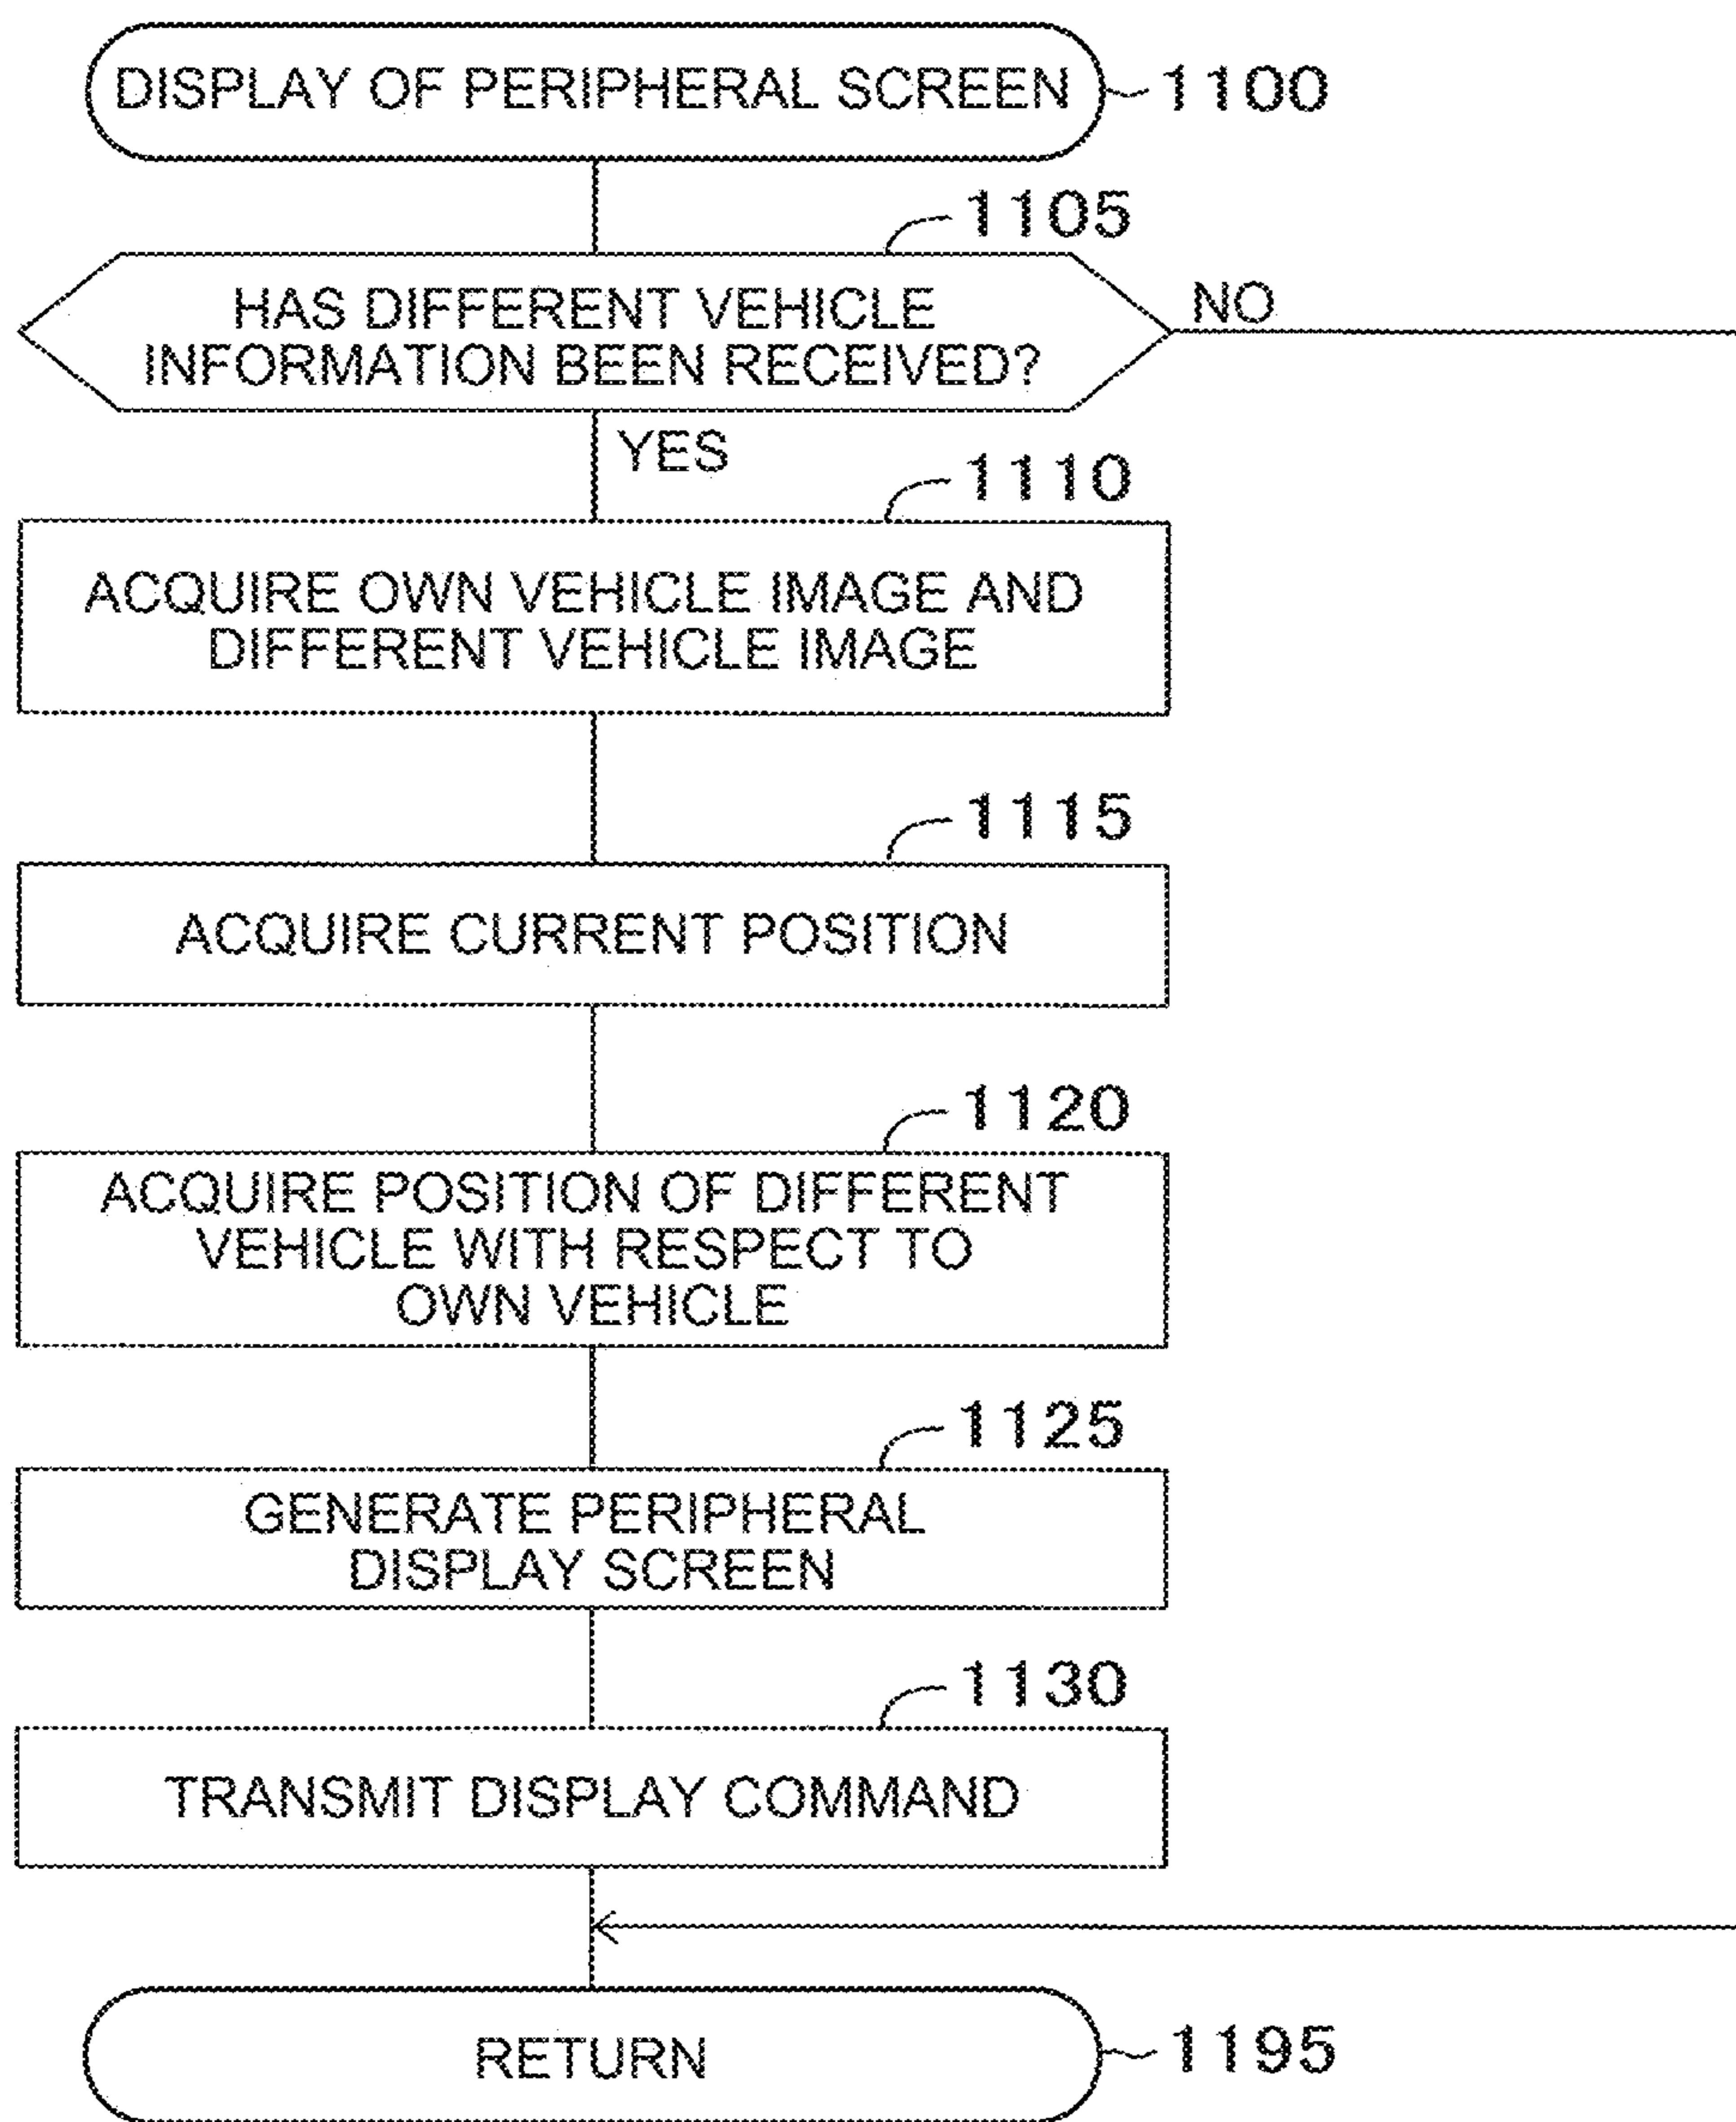 DISPLAY OF PERIPHERAL SCREEN
1100
1105
HAS DIFFERENT VEHICLE
INFORMATION BEEN RECEIVED?
NO
YES
1110
ACQUIRE OWN VEHICLE IMAGE AND
DIFFERENT VEHICLE IMAGE
1115
ACQUIRE CURRENT POSITION
1120
ACQUIRE POSITION OF DIFFERENT
VEHICLE WITH RESPECT TO
OWN VEHICLE
1125
GENERATE PERIPHERAL
DISPLAY SCREEN
1130
TRANSMIT DISPLAY COMMAND
RETURN
1195